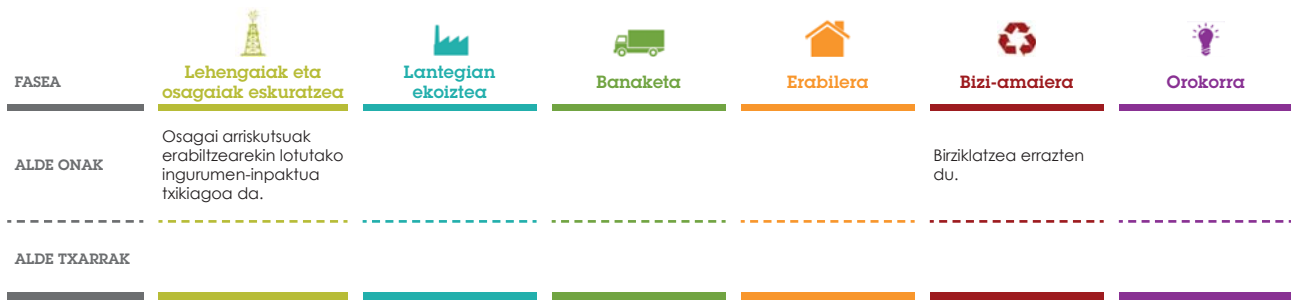 FASEA
Lehengaiak eta
osagaiak eskuratzea
Lantegian
ekoiztea
Banaketa
Erabilera
Bizi-amaiera
Orokorra
ALDE ONAK
Osagai arriskutsuak
erabiltzearekin lotutako
ingurumen-inpaktua
txikiagoa da.
Birziklatzea errazten
du.
ALDE TXARRAK